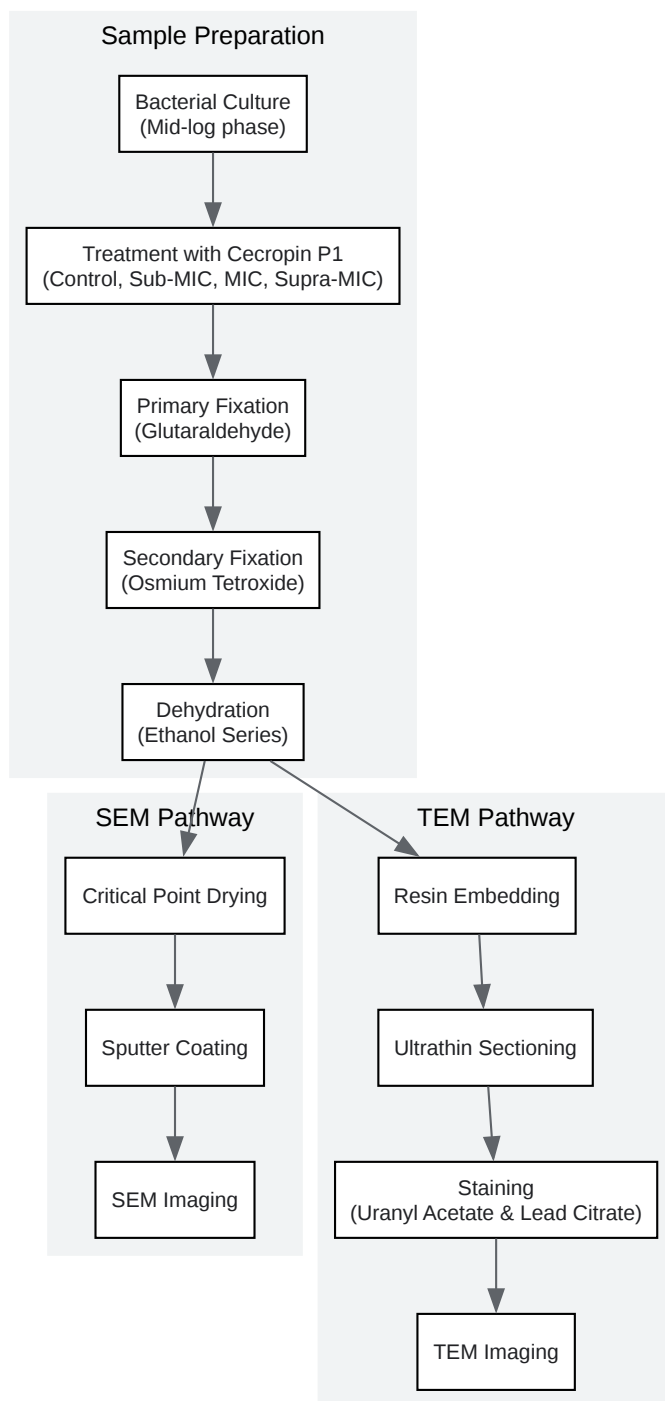 Sample Preparation
Bacterial Culture
(Mid-log phase)
Treatment with Cecropin P1
(Control, Sub-MIC, MIC, Supra-MIC)
Primary Fixation
(Glutaraldehyde)
Secondary Fixation
(Osmium Tetroxide)
Dehydration
(Ethanol Series)
SEM Pathway
Critical Point Drying
Sputter Coating
SEM Imaging
TEM Pathway
Resin Embedding
Ultrathin Sectioning
Staining
(Uranyl Acetate & Lead Citrate)
TEM Imaging